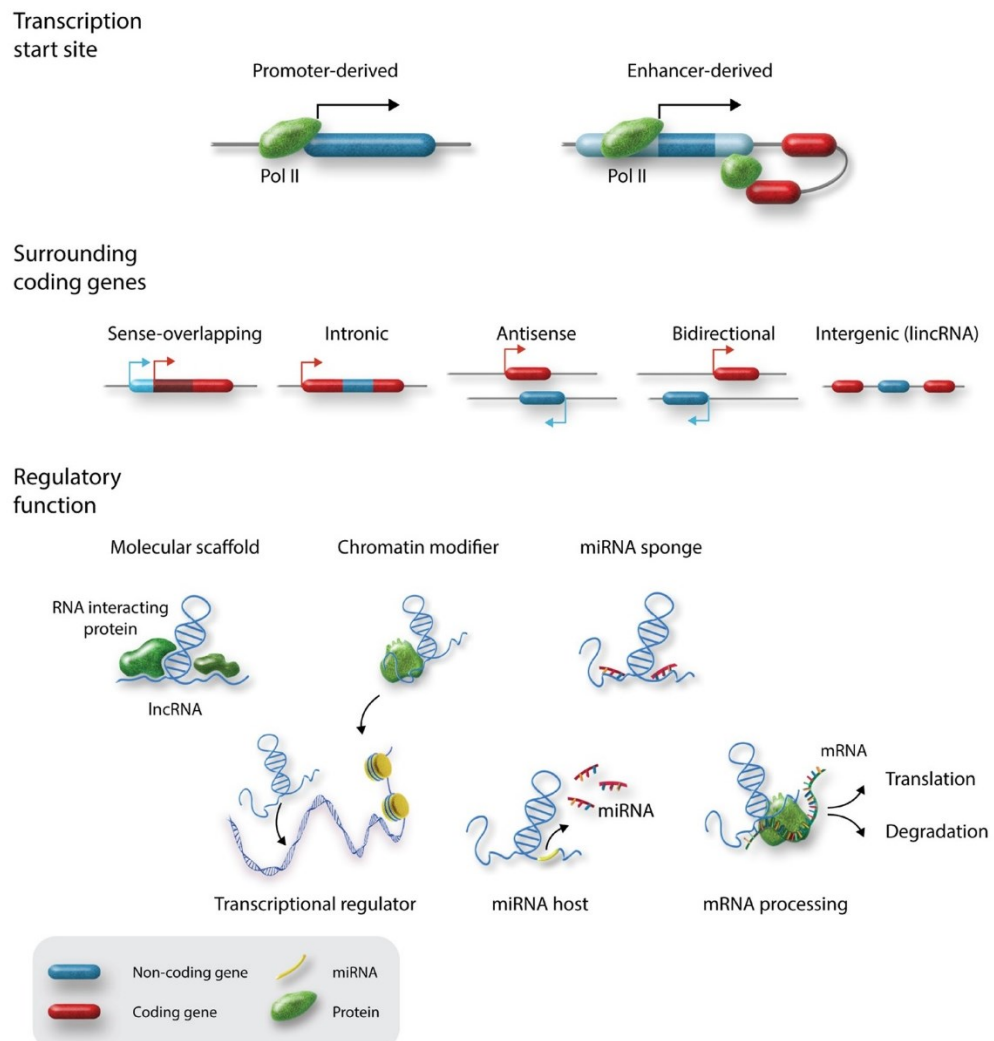 Transcription
start site
Promoter-derived
Enhancer-derived
Pol II
Pol II
Surrounding
coding genes
Sense-overlapping
Intronic
Antisense
Bidirectional
Intergenic (lincRNA)
Regulatory
function
Molecular scaffold
Chromatin modifier
miRNA sponge
RNA interacting
protein
lncRNA
mRNA
Translation
miRNA
Degradation
Transcriptional regulator
miRNA host
mRNA processing
Non-coding gene
miRNA
Coding gene
Protein